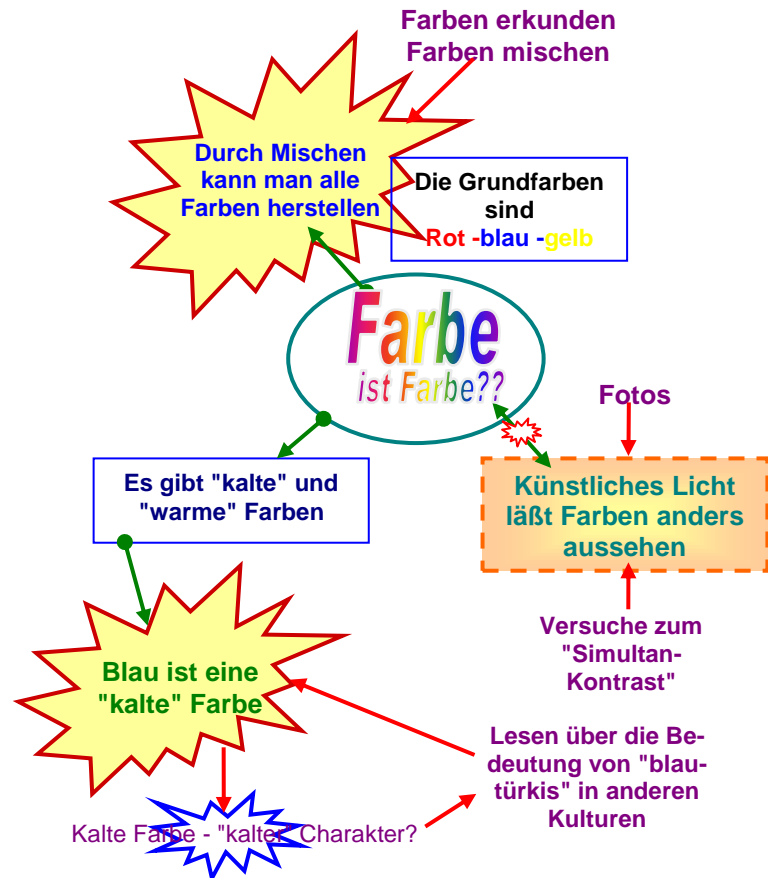 Farben erkunden
Farben mischen
Durch Mischen
kann man alle
Farben herstellen
Die Grundfarben
sind
Rot -blau -gelb
Farbe
ist Farbe??
Fotos
Es gibt "kalte" und
"warme" Farben
Künstliches Licht
läßt Farben anders
aussehen
Versuche zum
"Simultan-
Kontrast"
Blau ist eine
"kalte" Farbe
Lesen über die Be-
deutung von "blau-
türkis" in anderen
Kulturen
Kalte Farbe - "kalter" Charakter?